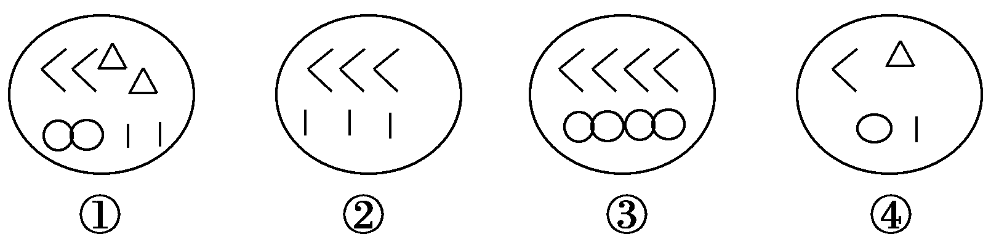 ① ② ③ ④